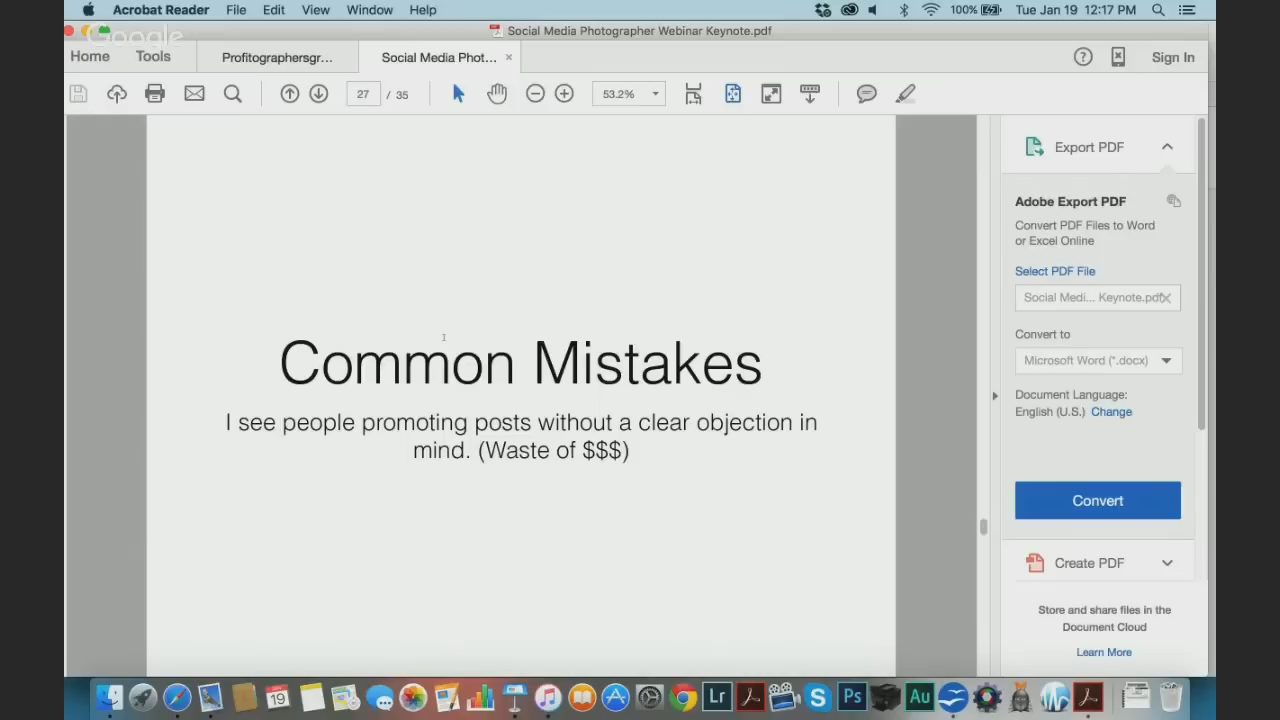 Acrobat Reader File Edit View Window Help 100% Tue Jan 19 12:17 PM
Google
Social Media Photographer Webinar Keynote.pdf
Home Tools Profitographersgr... Social Media Phot... × Sign In
27 / 35 53.2%
Export PDF
Adobe Export PDF
Convert PDF Files to Word
or Excel Online
Select PDF File
Social Medi... Keynote.pdf
Convert to
Microsoft Word (*.docx)
Document Language:
English (U.S.) Change
Convert
Create PDF
Store and share files in the
Document Cloud
Learn More
Common Mistakes
I see people promoting posts without a clear objection in
mind. (Waste of $$$)
19 Lr Ps Au